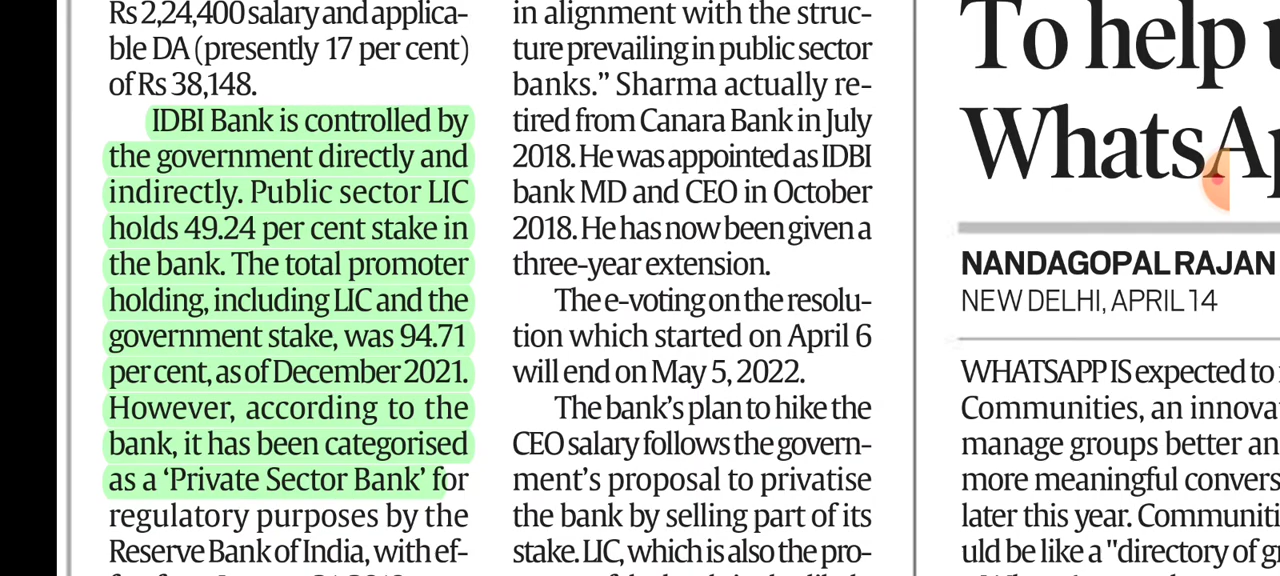 Rs 2,24,400 salary and applica-
ble DA (presently 17 per cent)
of Rs 38,148.
IDBI Bank is controlled by
the government directly and
indirectly. Public sector LIC
holds 49.24 per cent stake in
the bank. The total promoter
holding, including LIC and the
government stake, was 94.71
per cent, as of December 2021.
However, according to the
bank, it has been categorised
as a ‘Private Sector Bank’ for
regulatory purposes by the
Reserve Bank of India, with ef-
in alignment with the struc-
ture prevailing in public sector
banks.” Sharma actually re-
tired from Canara Bank in July
2018. He was appointed as IDBI
bank MD and CEO in October
2018. He has now been given a
three-year extension.
The e-voting on the resolu-
tion which started on April 6
will end on May 5, 2022.
The bank’s plan to hike the
CEO salary follows the govern-
ment’s proposal to privatise
the bank by selling part of its
stake. LIC, which is also the pro-
To help
WhatsAp
NANDAGOPAL RAJAN
NEW DELHI, APRIL 14
WHATSAPP IS expected to
Communities, an innova
manage groups better an
more meaningful convers
later this year. Communiti
uld be like a "directory of g